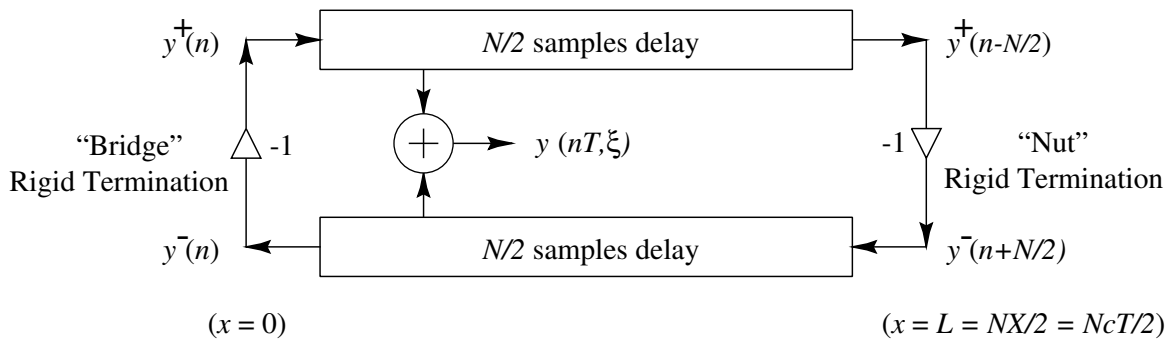 y⁺(n)
N/2 samples delay
y⁺(n-N/2)
“Bridge”
Rigid Termination
-1
y (nT,ξ)
-1
“Nut”
Rigid Termination
y⁻(n)
N/2 samples delay
y⁻(n+N/2)
(x = 0)
(x = L = NX/2 = NcT/2)